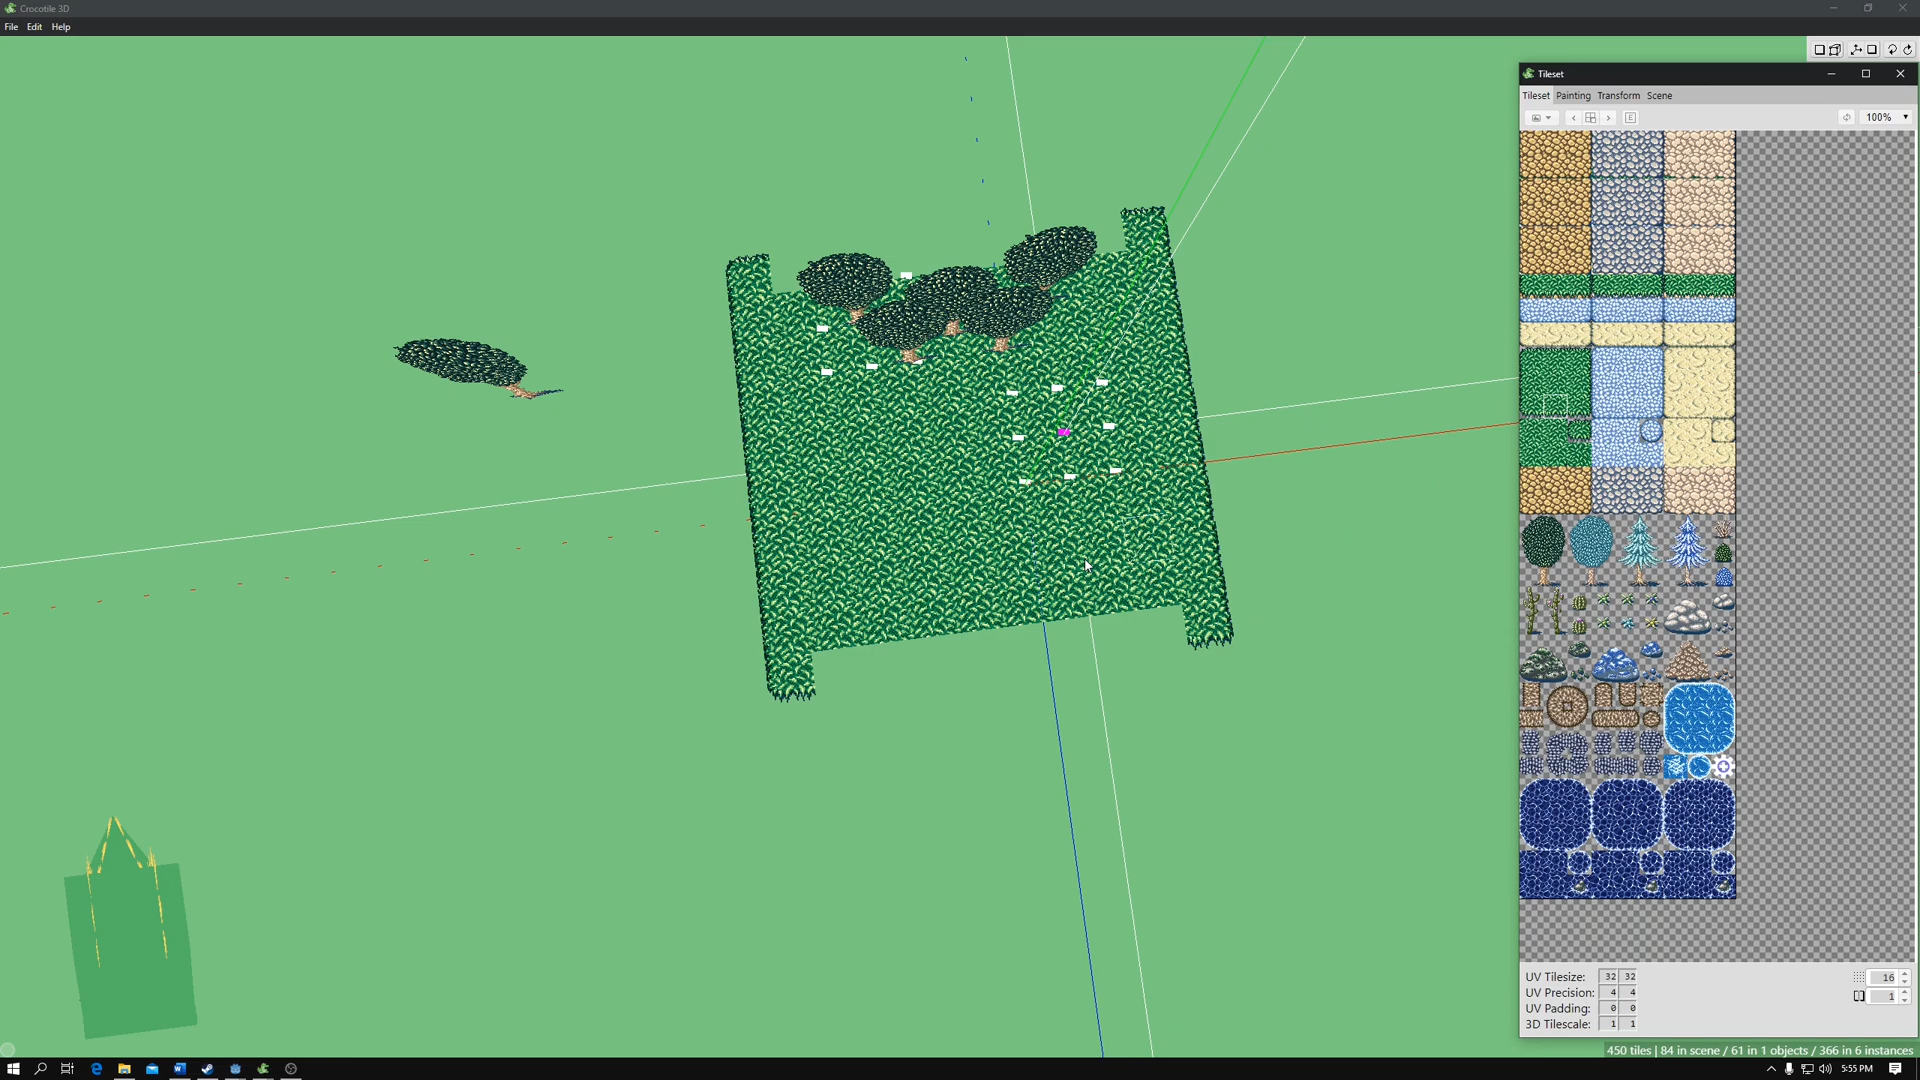 Crocotile 3D
File Edit Help
Tileset
Tileset Painting Transform Scene
E
100%
UV Tilesize: 32 32
16
UV Precision: 4 4
1
UV Padding: 0 0
3D Tilescale: 1 1
450 tiles | 84 in scene / 61 in 1 objects / 366 in 6 instances
5:55 PM